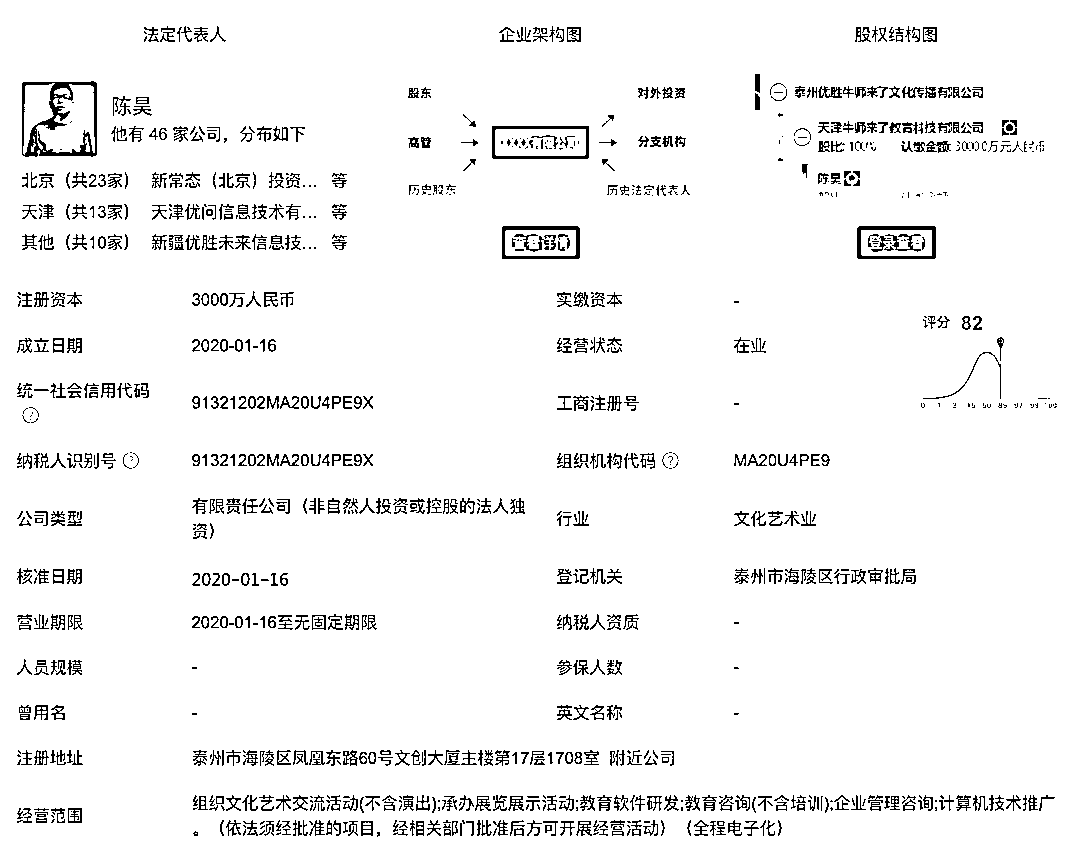 法定代表人
企业架构图
股权结构图
陈昊
他有 46 家公司，分布如下
北京（共23家） 新常态（北京）投资... 等
天津（共13家） 天津优问信息技术有... 等
其他（共10家） 新疆优胜未来信息技... 等
股东
对外投资
高管
有限公司
分支机构
历史股东
历史法定代表人
查看详情
泰州优胜牛师来了文化传播有限公司
天津牛师来了教育科技有限公司
股比: 100% 认缴金额: 3000.0万元人民币
陈昊
登录查看
注册资本 3000万人民币 实缴资本 -
评分 82
成立日期 2020-01-16 经营状态 在业
统一社会信用代码 91321202MA20U4PE9X 工商注册号 -
纳税人识别号 91321202MA20U4PE9X 组织机构代码 MA20U4PE9
公司类型 有限责任公司（非自然人投资或控股的法人独
资） 行业 文化艺术业
核准日期 2020-01-16 登记机关 泰州市海陵区行政审批局
营业期限 2020-01-16至无固定期限 纳税人资质 -
人员规模 - 参保人数 -
曾用名 - 英文名称 -
注册地址 泰州市海陵区凤凰东路60号文创大厦主楼第17层1708室 附近公司
经营范围 组织文化艺术交流活动(不含演出);承办展览展示活动;教育软件研发;教育咨询(不含培训);企业管理咨询;计算机技术推广
。（依法须经批准的项目，经相关部门批准后方可开展经营活动）（全程电子化）